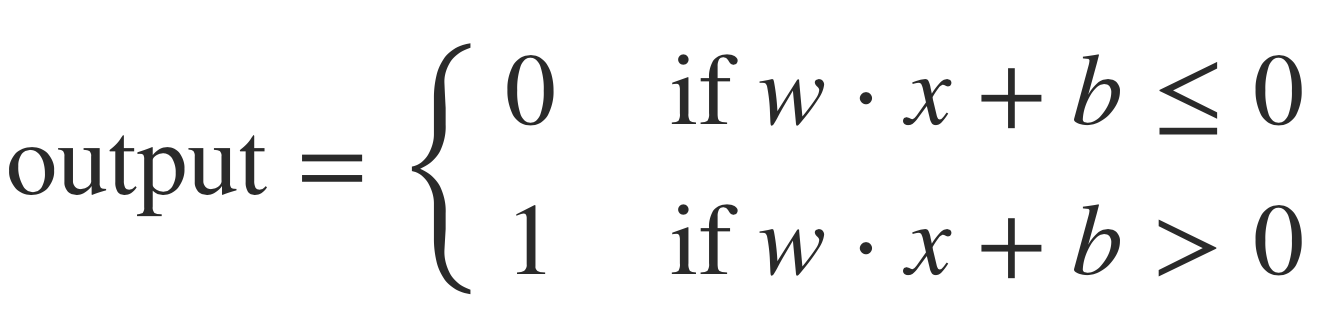 output = { 0 if w · x + b ≤ 0
1 if w · x + b > 0